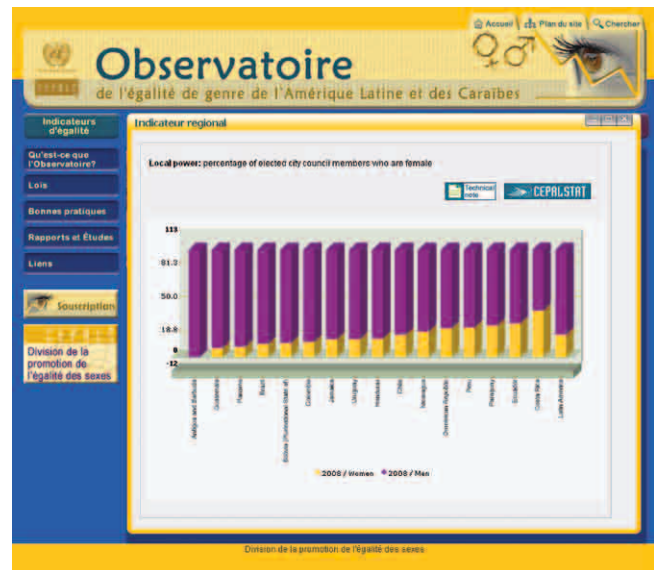 Accueil
Plan du site
Chercher
Observatoire
de l'égalité de genre de l'Amérique Latine et des Caraïbes
Indicateurs
d'égalité
Qu'est-ce que
l'Observatoire?
Lois
Bonnes pratiques
Rapports et Études
Liens
Souscription
Division de la
promotion de
l'égalité des sexes
Indicateur regional
Local power: percentage of elected city council members who are female
Technical
note
CEPALSTAT
113
81.3
50.0
18.8
0
-12
Antigua and Barbuda
Guatemala
Panama
Brazil
Bolivia (Plurinational State of)
Colombia
Jamaica
Uruguay
Honduras
Chile
Nicaragua
Dominican Republic
Peru
Paraguay
Ecuador
Costa Rica
Latin America
2008 / Women
2008 / Men
Division de la promotion de l'égalité des sexes